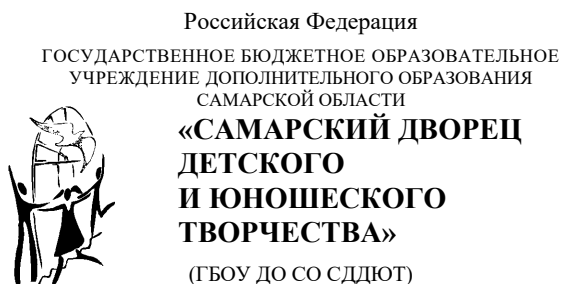 Российская Федерация
ГОСУДАРСТВЕННОЕ БЮДЖЕТНОЕ ОБРАЗОВАТЕЛЬНОЕ
УЧРЕЖДЕНИЕ ДОПОЛНИТЕЛЬНОГО ОБРАЗОВАНИЯ
САМАРСКОЙ ОБЛАСТИ
«САМАРСКИЙ ДВОРЕЦ
ДЕТСКОГО
И ЮНОШЕСКОГО
ТВОРЧЕСТВА»
(ГБОУ ДО СО СДДЮТ)